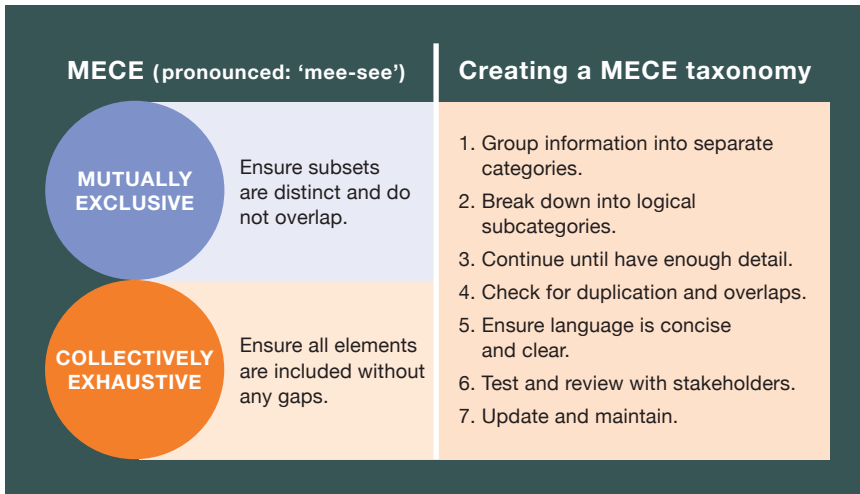 MECE (pronounced: ‘mee-see’)
MUTUALLY
EXCLUSIVE
Ensure subsets
are distinct and do
not overlap.
COLLECTIVELY
EXHAUSTIVE
Ensure all elements
are included without
any gaps.
Creating a MECE taxonomy
1. Group information into separate
categories.
2. Break down into logical
subcategories.
3. Continue until have enough detail.
4. Check for duplication and overlaps.
5. Ensure language is concise
and clear.
6. Test and review with stakeholders.
7. Update and maintain.